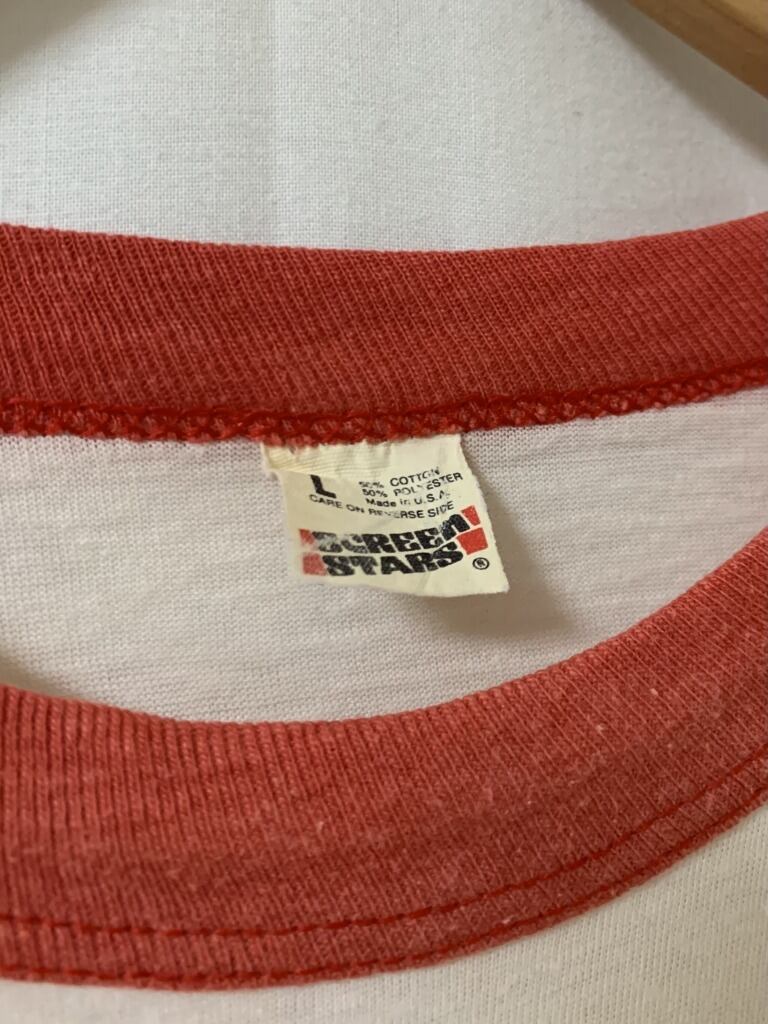 L
50% COTTON
50% POLYESTER
Made in U.S.A.
CARE ON REVERSE SIDE
SCREEN
STARS®